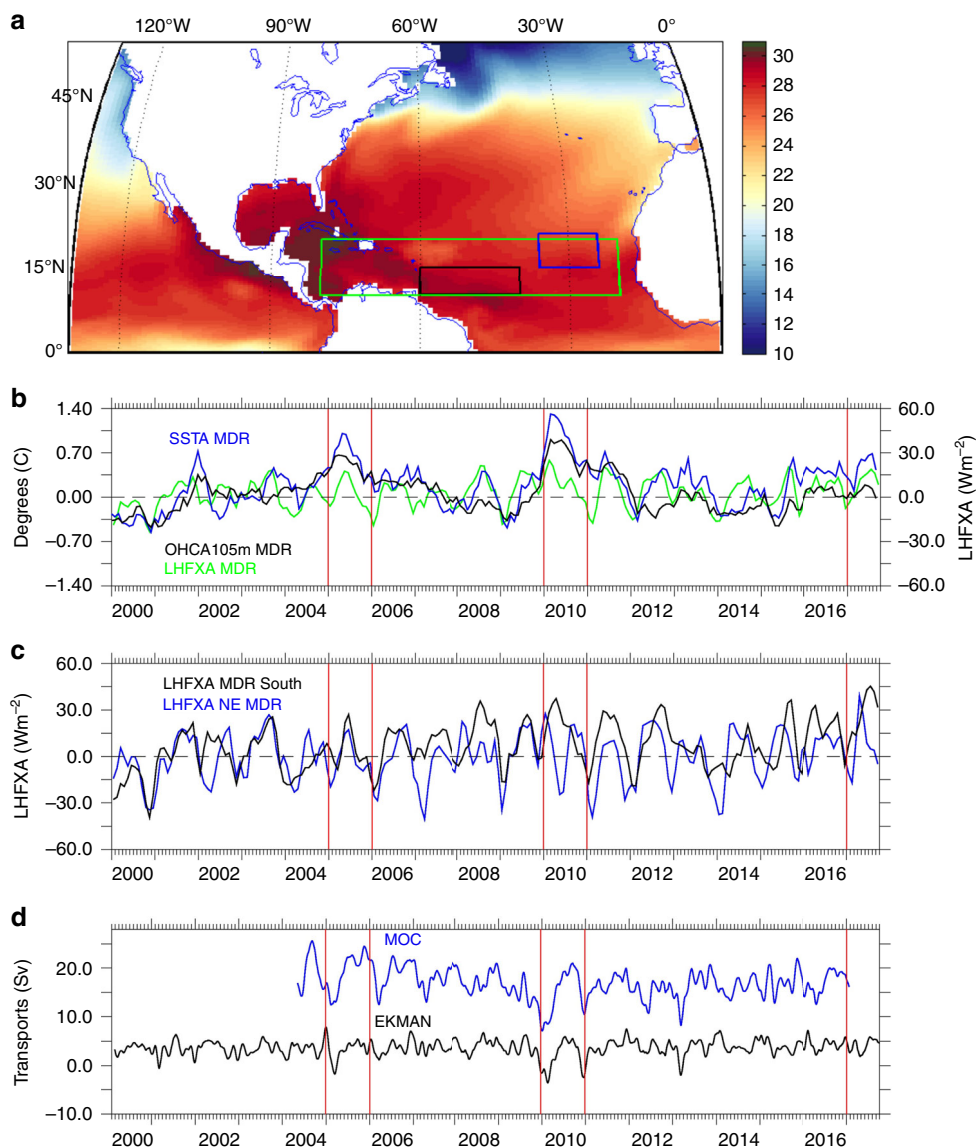 a
120°W 90°W 60°W 30°W 0°
45°N
30°N
15°N
0°
30
28
26
24
22
20
18
16
14
12
10
b
1.40
0.70
0.00
−0.70
−1.40
Degrees (C)
SSTA MDR
OHCA105m MDR
LHFXA MDR
60.0
30.0
0.0
−30.0
−60.0
LHFXA (Wm−2)
2000 2002 2004 2006 2008 2010 2012 2014 2016
c
60.0
30.0
0.0
−30.0
−60.0
LHFXA (Wm−2)
LHFXA MDR South
LHFXA NE MDR
2000 2002 2004 2006 2008 2010 2012 2014 2016
d
20.0
10.0
0.0
−10.0
Transports (Sv)
MOC
EKMAN
2000 2002 2004 2006 2008 2010 2012 2014 2016